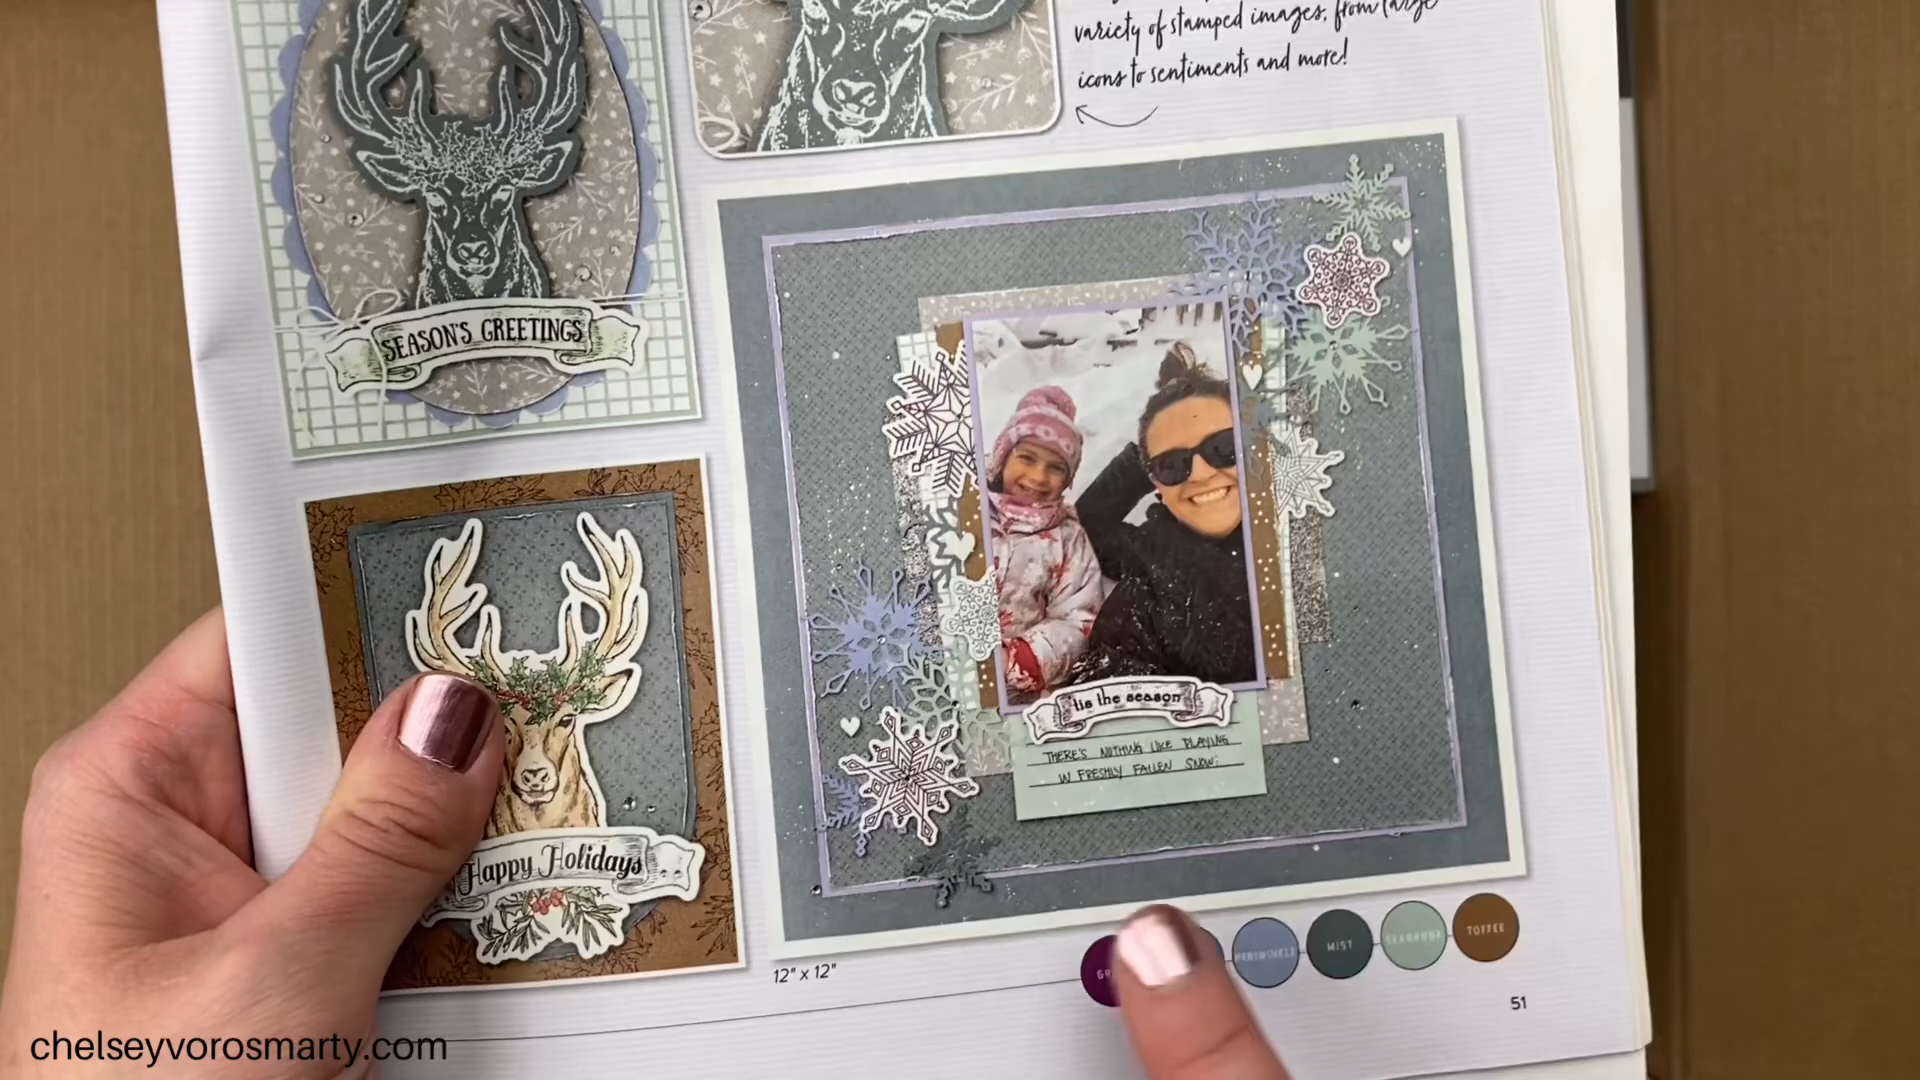 variety of stamped images, from large
icons to sentiments and more!
SEASON'S GREETINGS
'tis the season
THERE'S NOTHING LIKE PLAYING
W FRESHLY FALLEN SNOW:
Happy Holidays
PERIWINKLE
MIST
TOFFEE
12" x 12"
51
chelseyvorosmarty.com